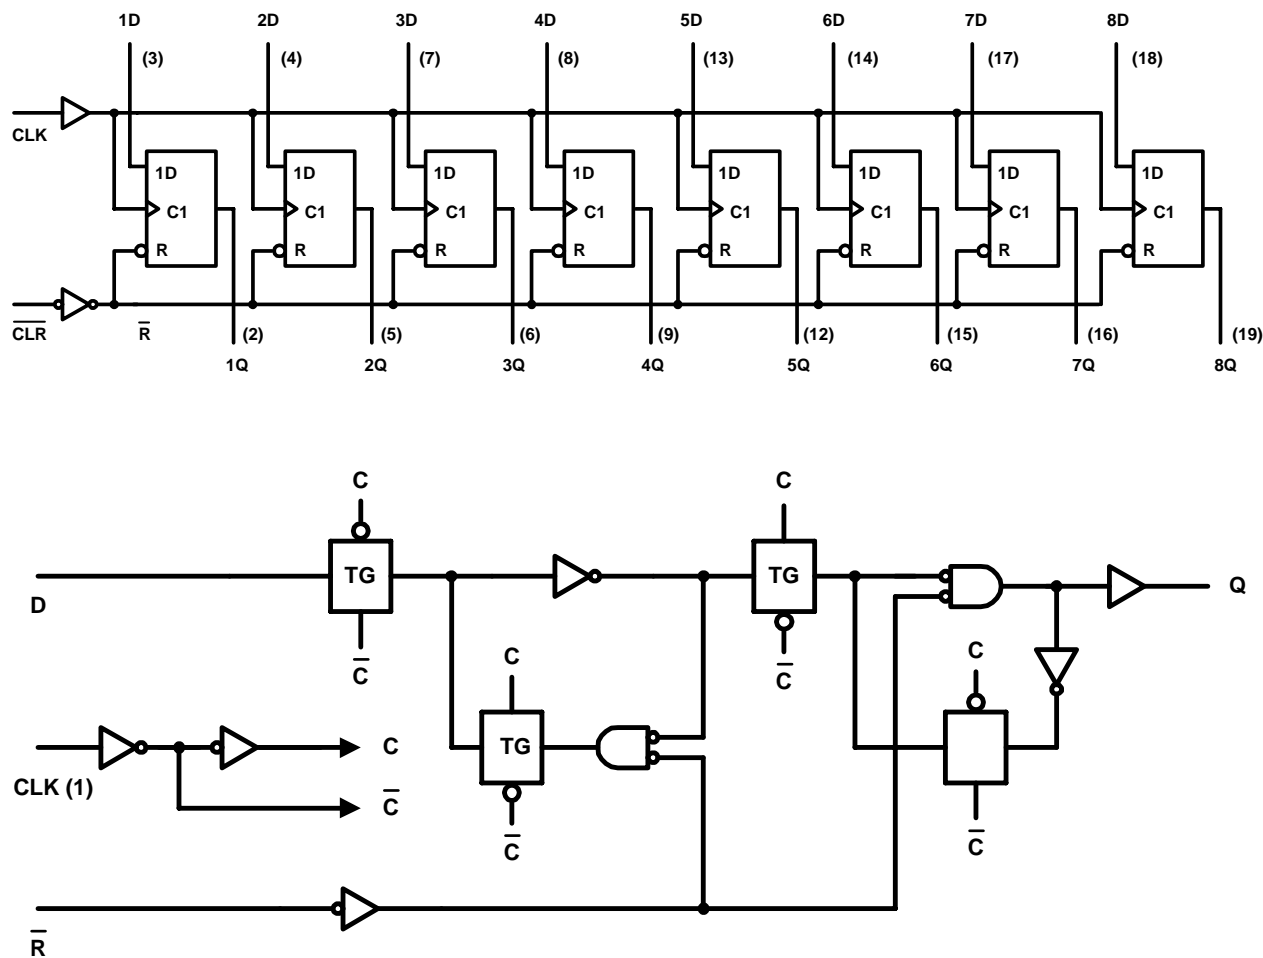 1D 2D 3D 4D 5D 6D 7D 8D
(3) (4) (7) (8) (13) (14) (17) (18)
CLK
1D 1D 1D 1D 1D 1D 1D 1D
C1 C1 C1 C1 C1 C1 C1 C1
R R R R R R R R
C̅L̅R̅ R̅ (2) (5) (6) (9) (12) (15) (16) (19)
1Q 2Q 3Q 4Q 5Q 6Q 7Q 8Q
C C
TG TG
D Q
C̅ C C̅ C
TG
C
CLK (1)
C̅
C̅ C̅
R̅